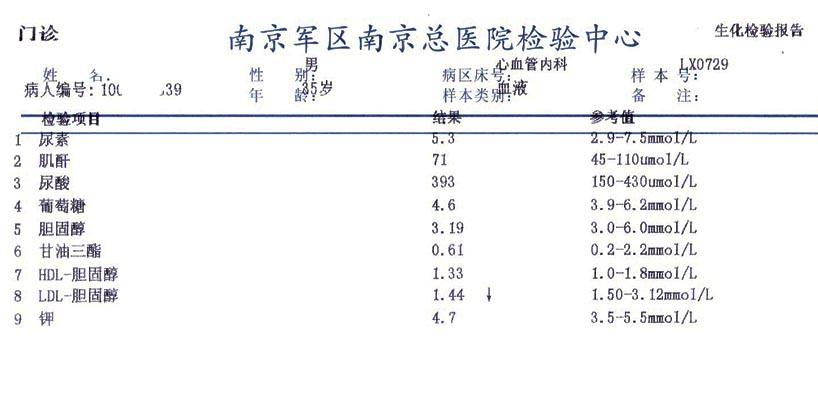 门诊 南京军区南京总医院检验中心 生化检验报告
姓 名: 性 别: 男 病区床号: 心血管内科 样 本 号: LX0729
病人编号: 39 年 龄: 35岁 样本类别: 血液 备 注:
检验项目 结果 参考值
1 尿素 5.3 2.9-7.5mmol/L
2 肌酐 71 45-110umol/L
3 尿酸 393 150-430umol/L
4 葡萄糖 4.6 3.9-6.2mmol/L
5 胆固醇 3.19 3.0-6.0mmol/L
6 甘油三酯 0.61 0.2-2.2mmol/L
7 HDL-胆固醇 1.33 1.0-1.8mmol/L
8 LDL-胆固醇 1.44 ↓ 1.50-3.12mmol/L
9 钾 4.7 3.5-5.5mmol/L